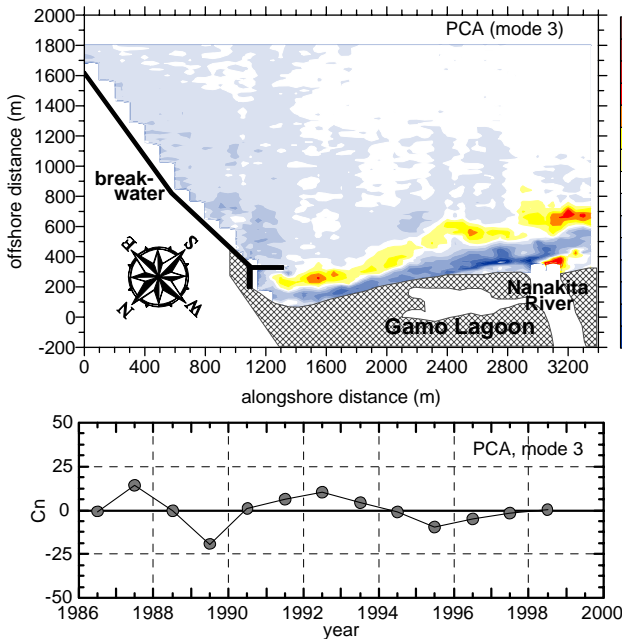 PCA (mode 3)
2000
1800
1600
1400
1200
1000
800
600
400
200
0
-200
offshore distance (m)
break-
water
E
S
N
W
Nanakita
River
Gamo Lagoon
0 400 800 1200 1600 2000 2400 2800 3200
alongshore distance (m)
PCA, mode 3
50
25
0
-25
-50
Cn
1986 1988 1990 1992 1994 1996 1998 2000
year